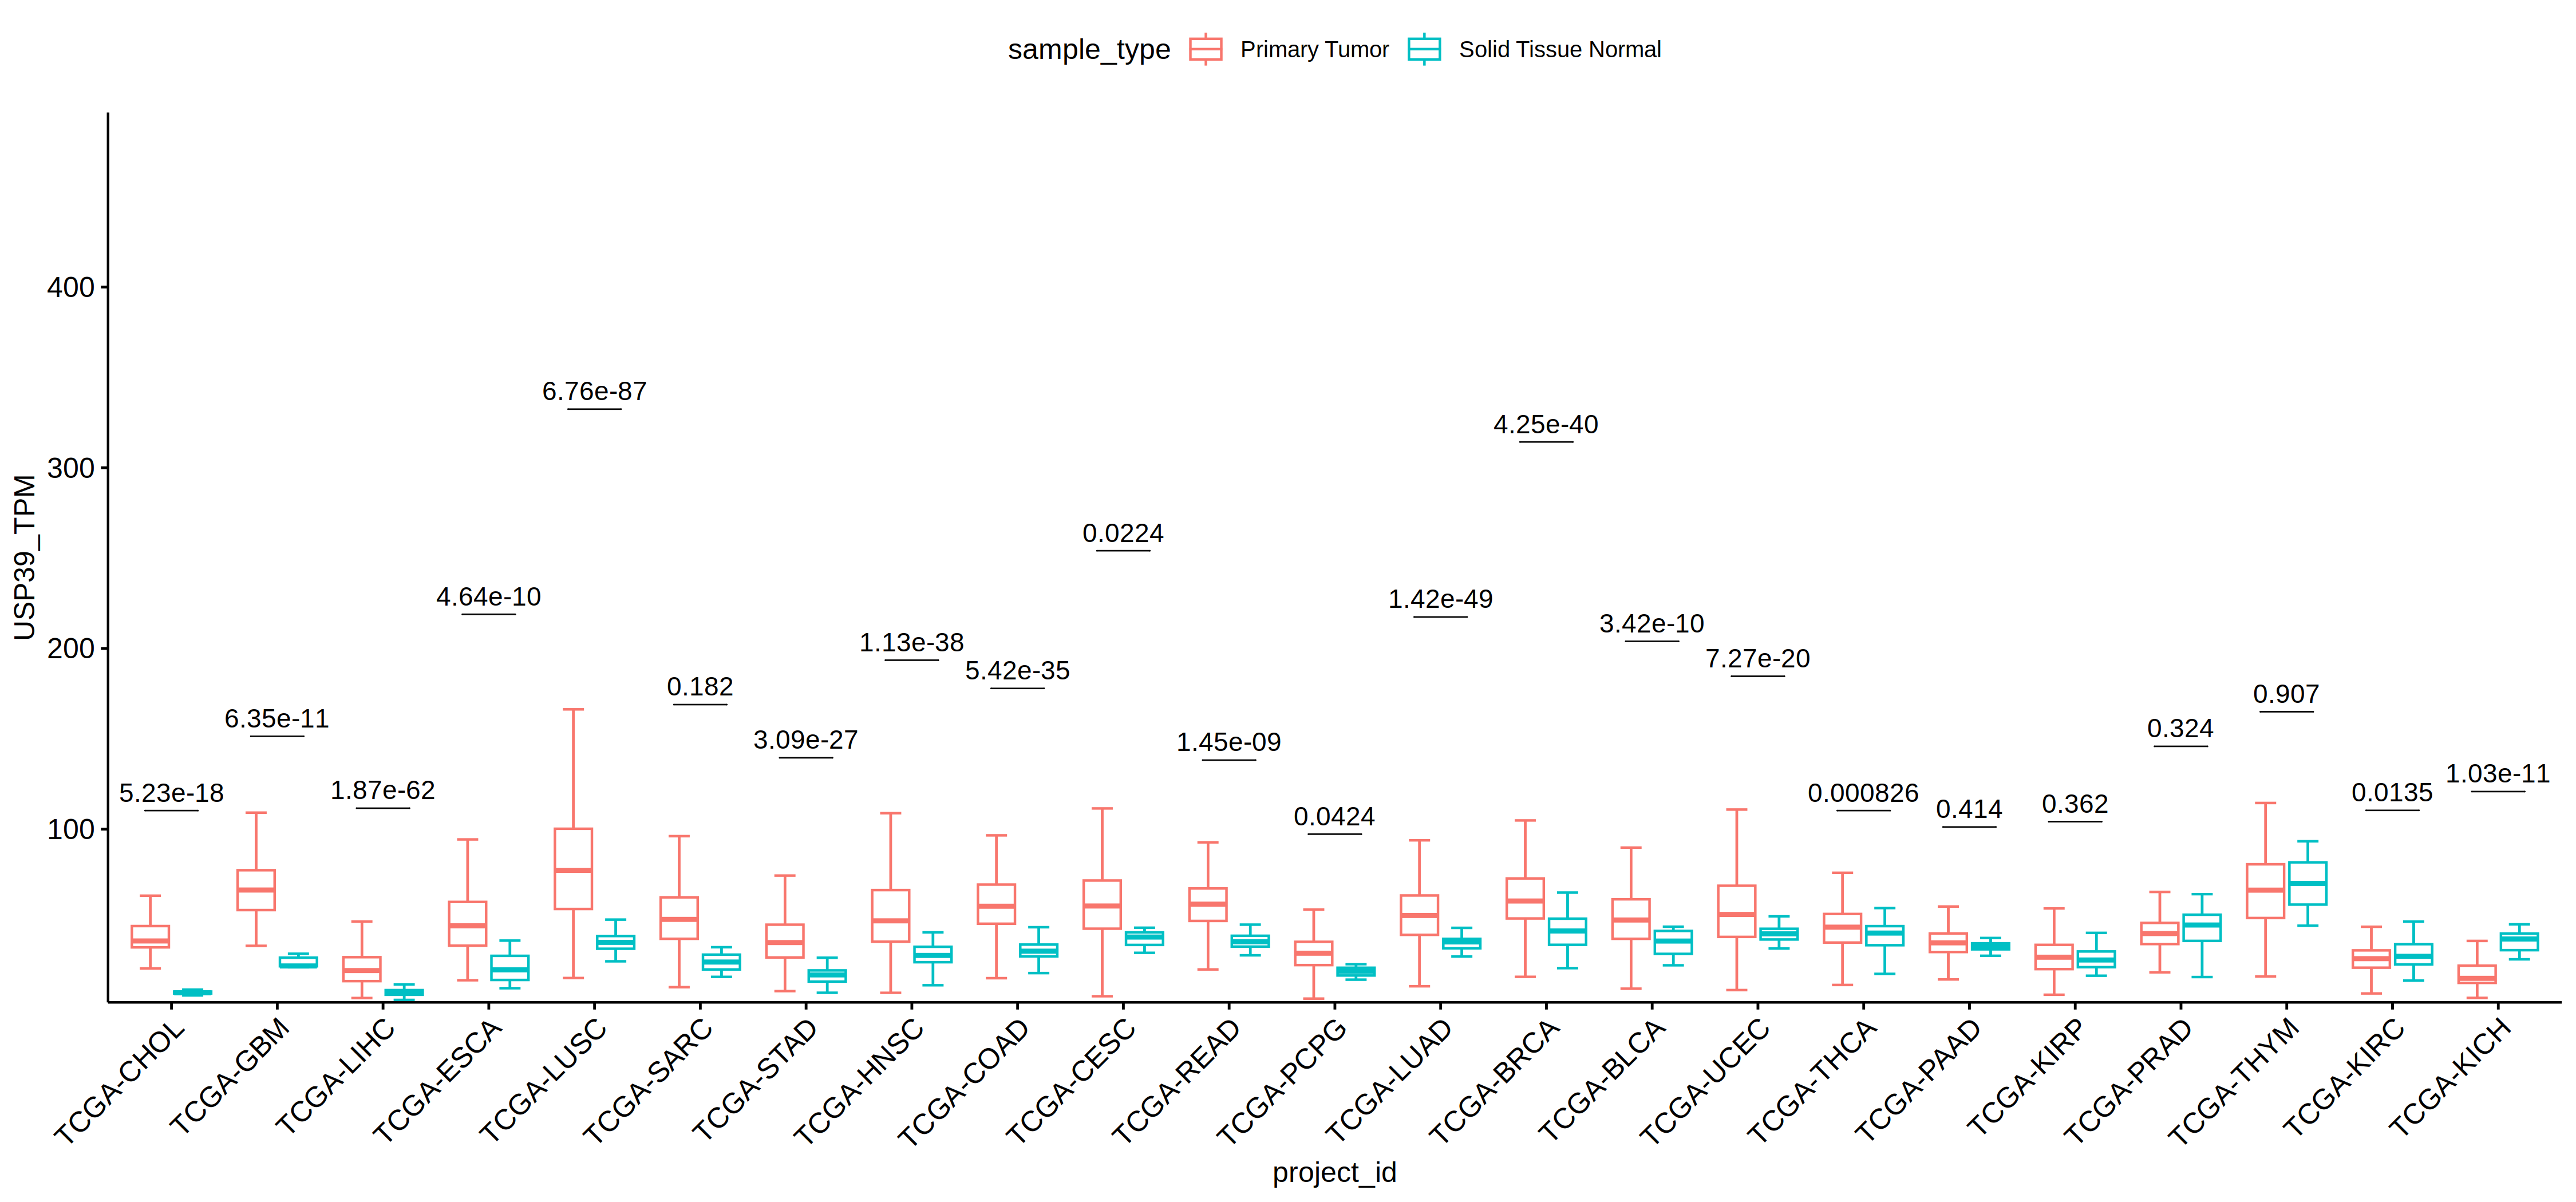 sample_type Primary Tumor Solid Tissue Normal
USP39_TPM
400
300
200
100
5.23e-18
6.35e-11
1.87e-62
4.64e-10
6.76e-87
0.182
3.09e-27
1.13e-38
5.42e-35
0.0224
1.45e-09
0.0424
1.42e-49
4.25e-40
3.42e-10
7.27e-20
0.000826
0.414
0.362
0.324
0.907
0.0135
1.03e-11
TCGA-CHOL
TCGA-GBM
TCGA-LIHC
TCGA-ESCA
TCGA-LUSC
TCGA-SARC
TCGA-STAD
TCGA-HNSC
TCGA-COAD
TCGA-CESC
TCGA-READ
TCGA-PCPG
TCGA-LUAD
TCGA-BRCA
TCGA-BLCA
TCGA-UCEC
TCGA-THCA
TCGA-PAAD
TCGA-KIRP
TCGA-PRAD
TCGA-THYM
TCGA-KIRC
TCGA-KICH
project_id